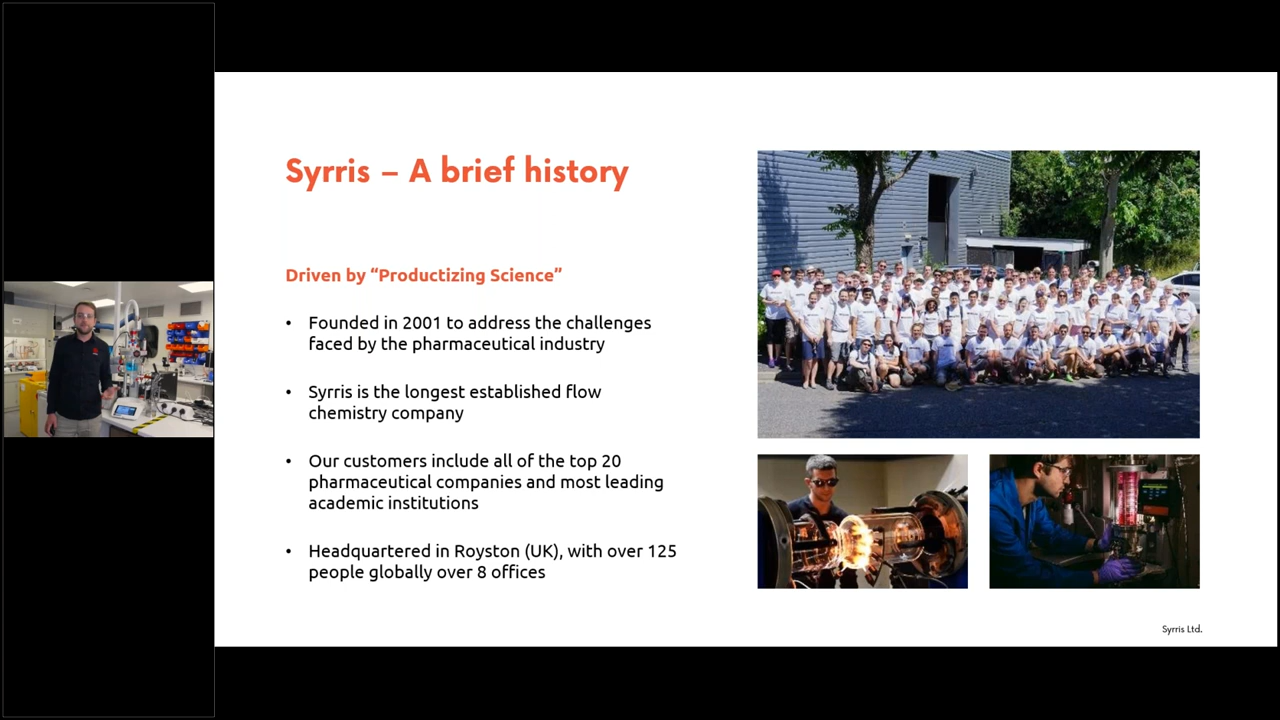 Syrris – A brief history
Driven by “Productizing Science”
• Founded in 2001 to address the challenges
faced by the pharmaceutical industry
• Syrris is the longest established flow
chemistry company
• Our customers include all of the top 20
pharmaceutical companies and most leading
academic institutions
• Headquartered in Royston (UK), with over 125
people globally over 8 offices
Syrris Ltd.